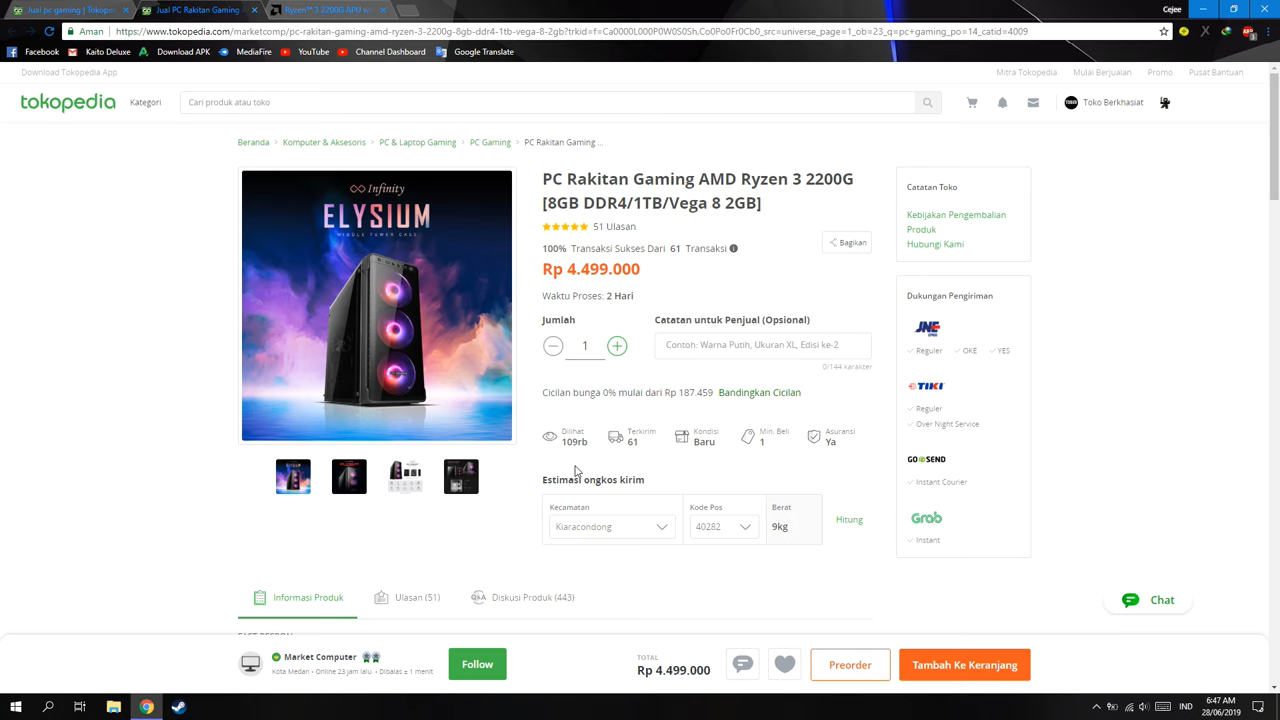 Jual pc gaming | Tokope
Jual PC Rakitan Gaming
Ryzen™ 3 2200G APU wi
Cejee
Aman
https://www.tokopedia.com/marketcomp/pc-rakitan-gaming-amd-ryzen-3-2200g-8gb-ddr4-1tb-vega-8-2gb?trkid=f=Ca0000L000P0W0S0Sh,Co0Po0Fr0Cb0_src=universe_page=1_ob=23_q=pc+gaming_po=14_catid=4009
Facebook
Kaito Deluxe
Download APK
MediaFire
YouTube
Channel Dashboard
Google Translate
Download Tokopedia App
Mitra Tokopedia
Mulai Berjualan
Promo
Pusat Bantuan
tokopedia
Kategori
Cari produk atau toko
Toko Berkhasiat
Beranda > Komputer & Aksesoris > PC & Laptop Gaming > PC Gaming > PC Rakitan Gaming ...
Infinity
ELYSIUM
MIDDLE TOWER CASE
PC Rakitan Gaming AMD Ryzen 3 2200G
[8GB DDR4/1TB/Vega 8 2GB]
51 Ulasan
100% Transaksi Sukses Dari 61 Transaksi
Bagikan
Rp 4.499.000
Waktu Proses: 2 Hari
Jumlah
1
Catatan untuk Penjual (Opsional)
Contoh: Warna Putih, Ukuran XL, Edisi ke-2
0/144 karakter
Cicilan bunga 0% mulai dari Rp 187.459 Bandingkan Cicilan
Dilihat
109rb
Terkirim
61
Kondisi
Baru
Min. Beli
1
Asuransi
Ya
Estimasi ongkos kirim
Kecamatan
Kiaracondong
Kode Pos
40282
Berat
9kg
Hitung
Catatan Toko
Kebijakan Pengembalian
Produk
Hubungi Kami
Dukungan Pengiriman
JNE
Reguler
OKE
YES
TIKI
Reguler
Over Night Service
GO SEND
Instant Courier
Grab
Instant
Informasi Produk
Ulasan (51)
Diskusi Produk (443)
Chat
Market Computer
Kota Medan • Online 23 jam lalu • Dibalas ± 1 menit
Follow
TOTAL
Rp 4.499.000
Preorder
Tambah Ke Keranjang
IND
6:47 AM
28/06/2019